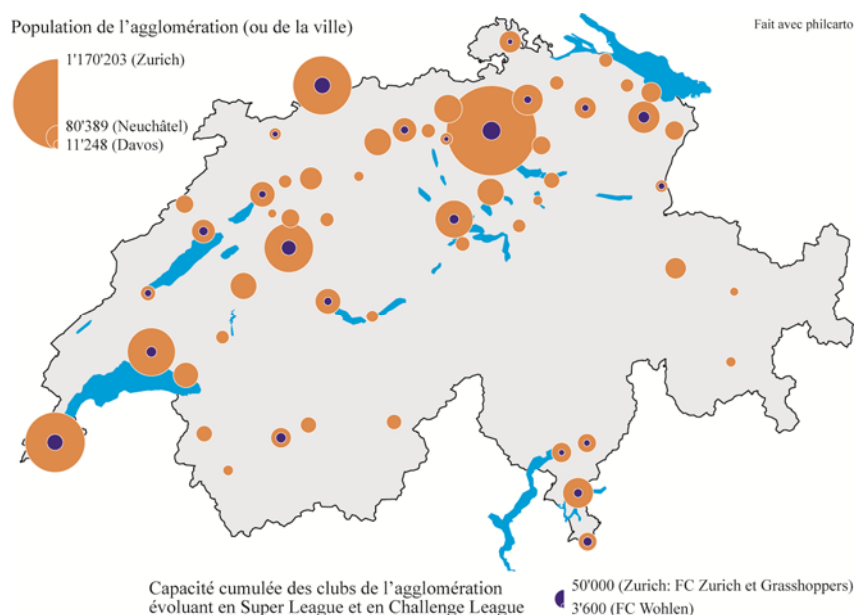 Population de l’agglomération (ou de la ville)
Fait avec philcarto
1'170'203 (Zurich)
80'389 (Neuchâtel)
11'248 (Davos)
Capacité cumulée des clubs de l’agglomération
évoluant en Super League et en Challenge League
50'000 (Zurich: FC Zurich et Grasshoppers)
3'600 (FC Wohlen)